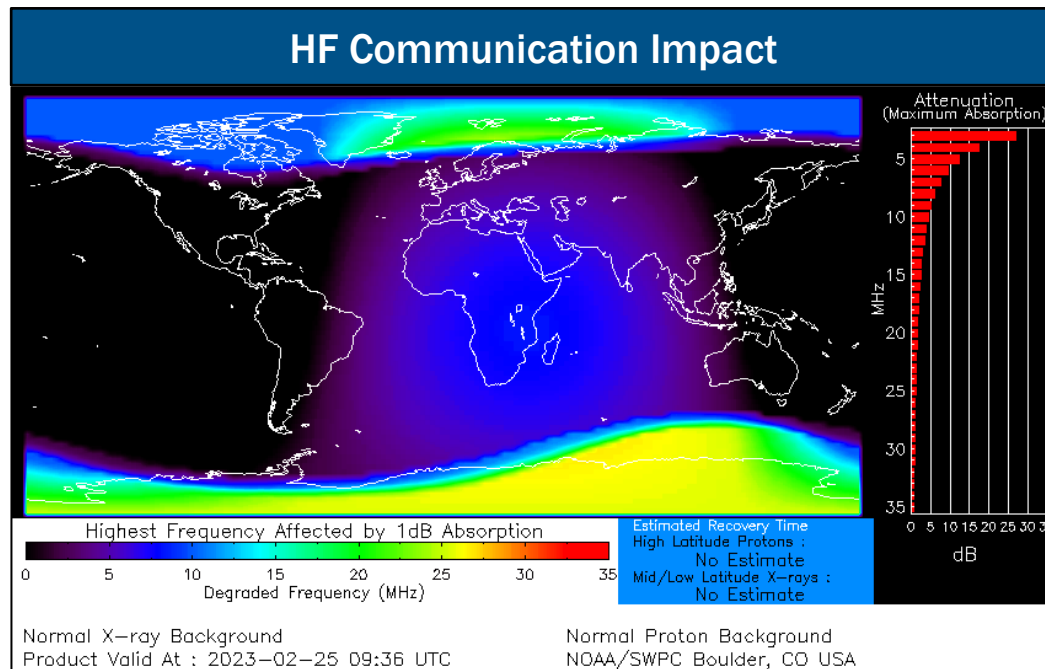 HF Communication Impact
Attenuation
(Maximum Absorption)
5
10
15
MHz
20
25
30
35
0 5 10 15 20 25 30 3
dB
Highest Frequency Affected by 1dB Absorption
0 5 10 15 20 25 30 35
Degraded Frequency (MHz)
Estimated Recovery Time
High Latitude Protons :
No Estimate
Mid/Low Latitude X-rays :
No Estimate
Normal X-ray Background
Product Valid At : 2023-02-25 09:36 UTC
Normal Proton Background
NOAA/SWPC Boulder, CO USA